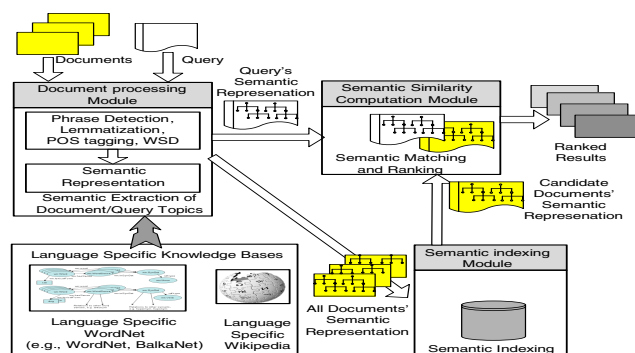 Documents
Query
Document processing
Module
Phrase Detection,
Lemmatization,
POS tagging, WSD
Semantic
Representation
Semantic Extraction of
Document/Query Topics
Query's
Semantic
Represenation
Semantic Similarity
Computation Module
Semantic Matching
and Ranking
Ranked
Results
Candidate
Documents'
Semantic
Represenation
Language Specific Knowledge Bases
Language Specific
WordNet
(e.g., WordNet, BalkaNet)
Language
Specific
Wikipedia
All Documents'
Semantic
Representation
Semantic indexing
Module
Semantic Indexing